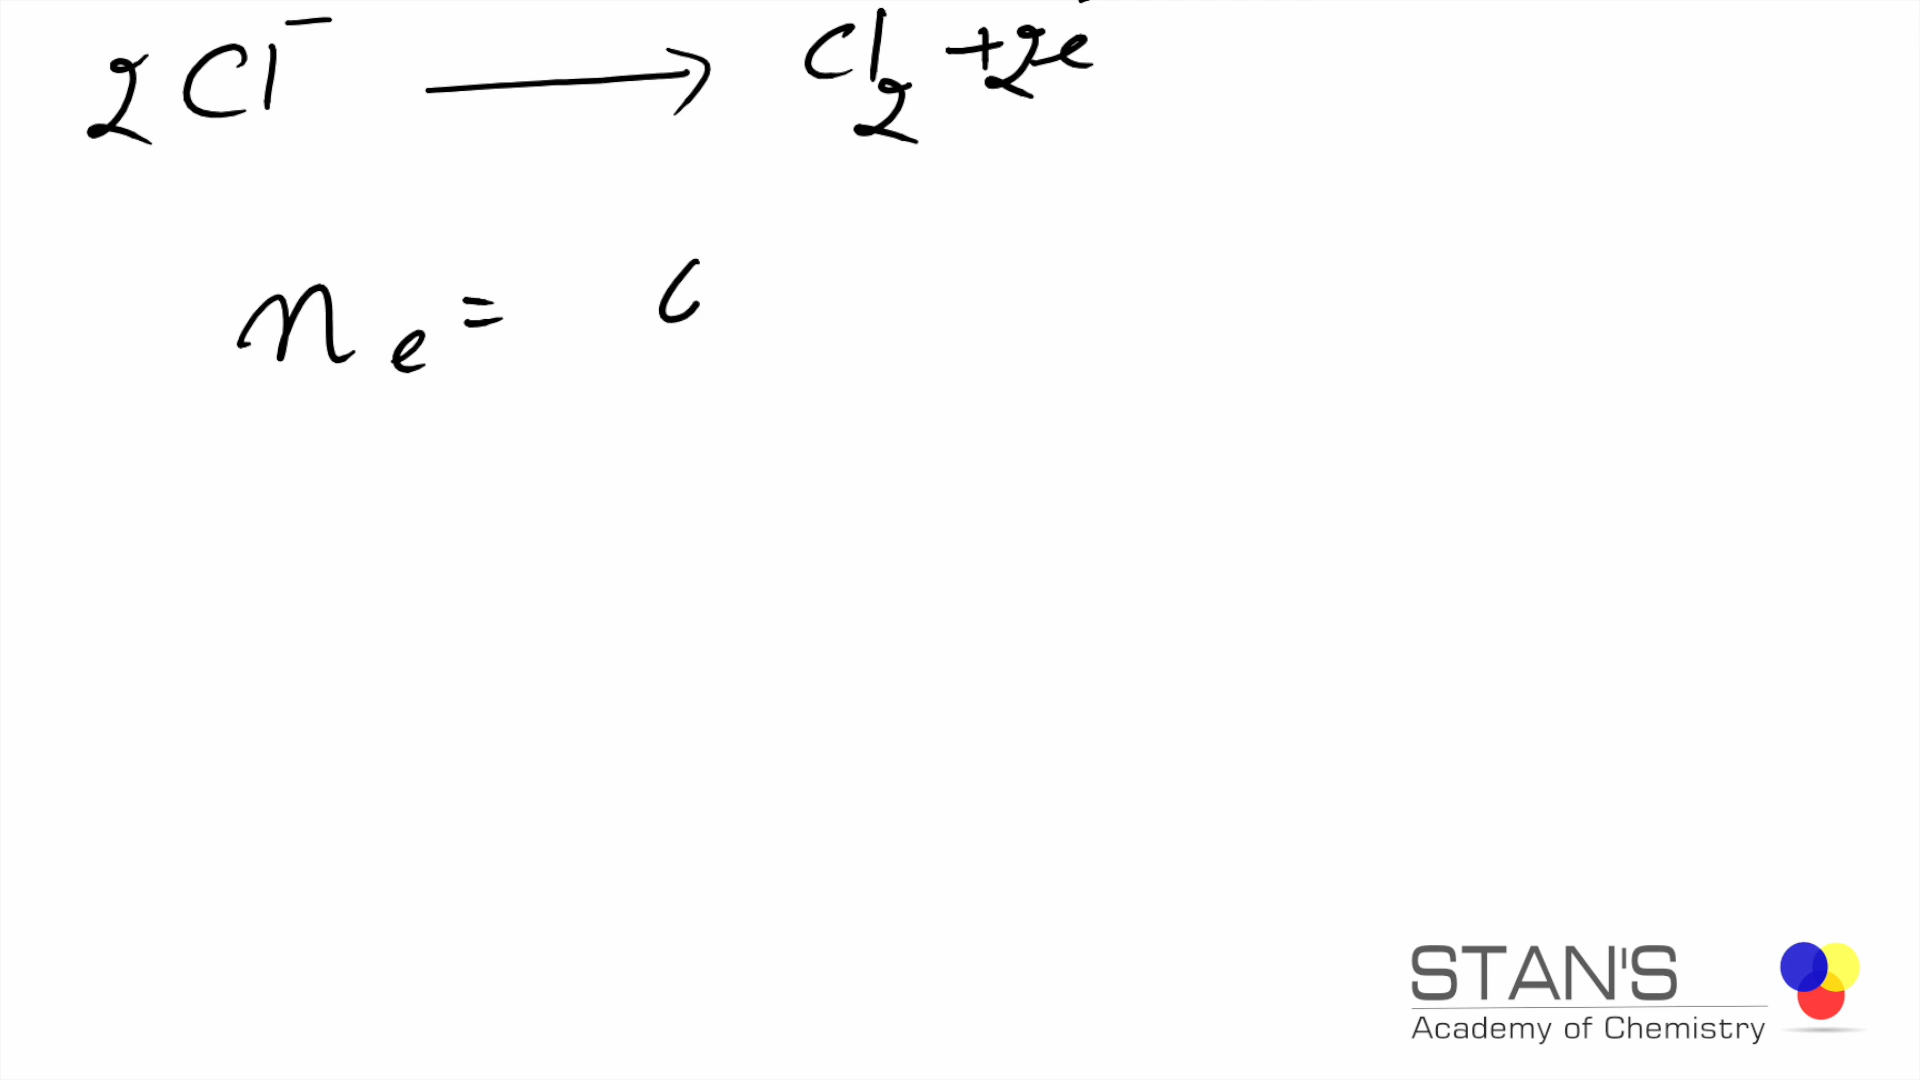 2Cl⁻ ⟶ Cl₂ +2e⁻
nₑ =
STAN'S
Academy of Chemistry